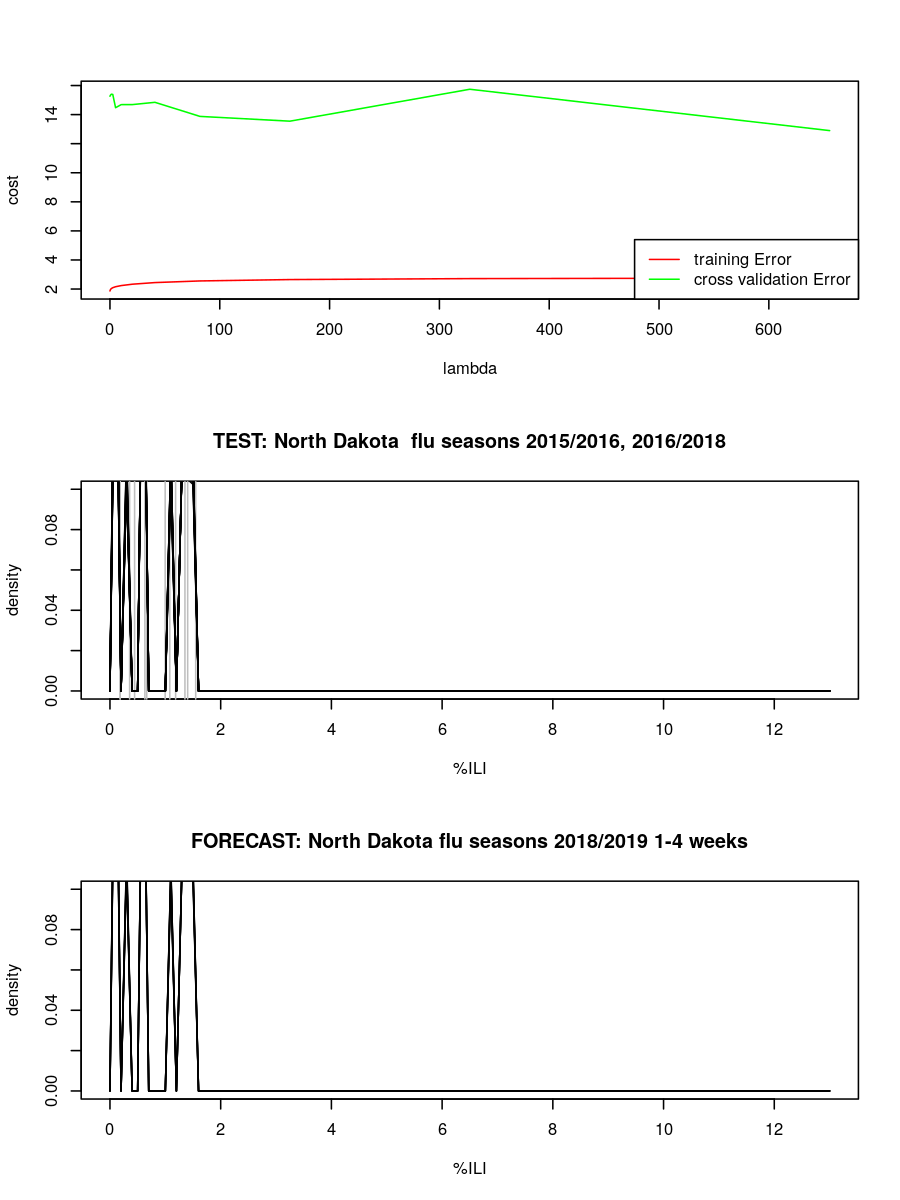 cost
14
10
8
6
4
2
training Error
cross validation Error
0 100 200 300 400 500 600
lambda
TEST: North Dakota  flu seasons 2015/2016, 2016/2018
density
0.08
0.04
0.00
0 2 4 6 8 10 12
%ILI
FORECAST: North Dakota flu seasons 2018/2019 1-4 weeks
density
0.08
0.04
0.00
0 2 4 6 8 10 12
%ILI